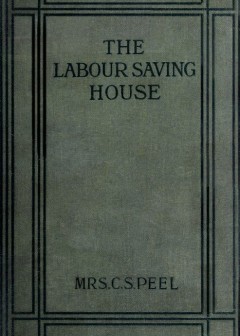 THE
LABOUR SAVING
HOUSE
MRS. C. S. PEEL